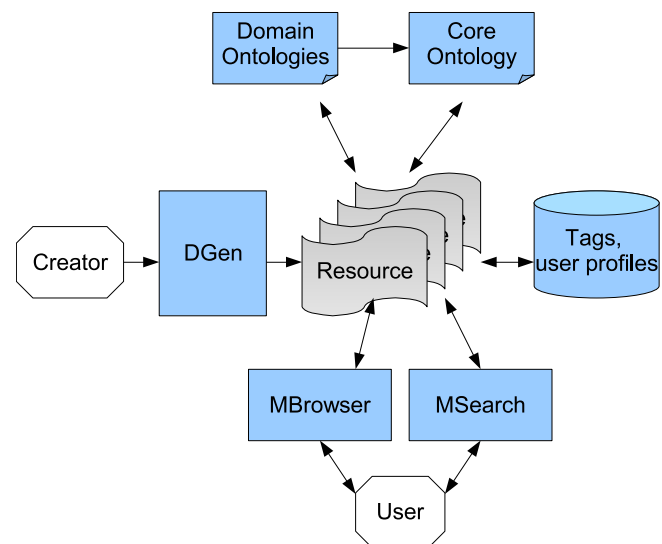 Domain
Ontologies
Core
Ontology
Creator
DGen
Resource
e
e
e
Tags,
user profiles
MBrowser
MSearch
User